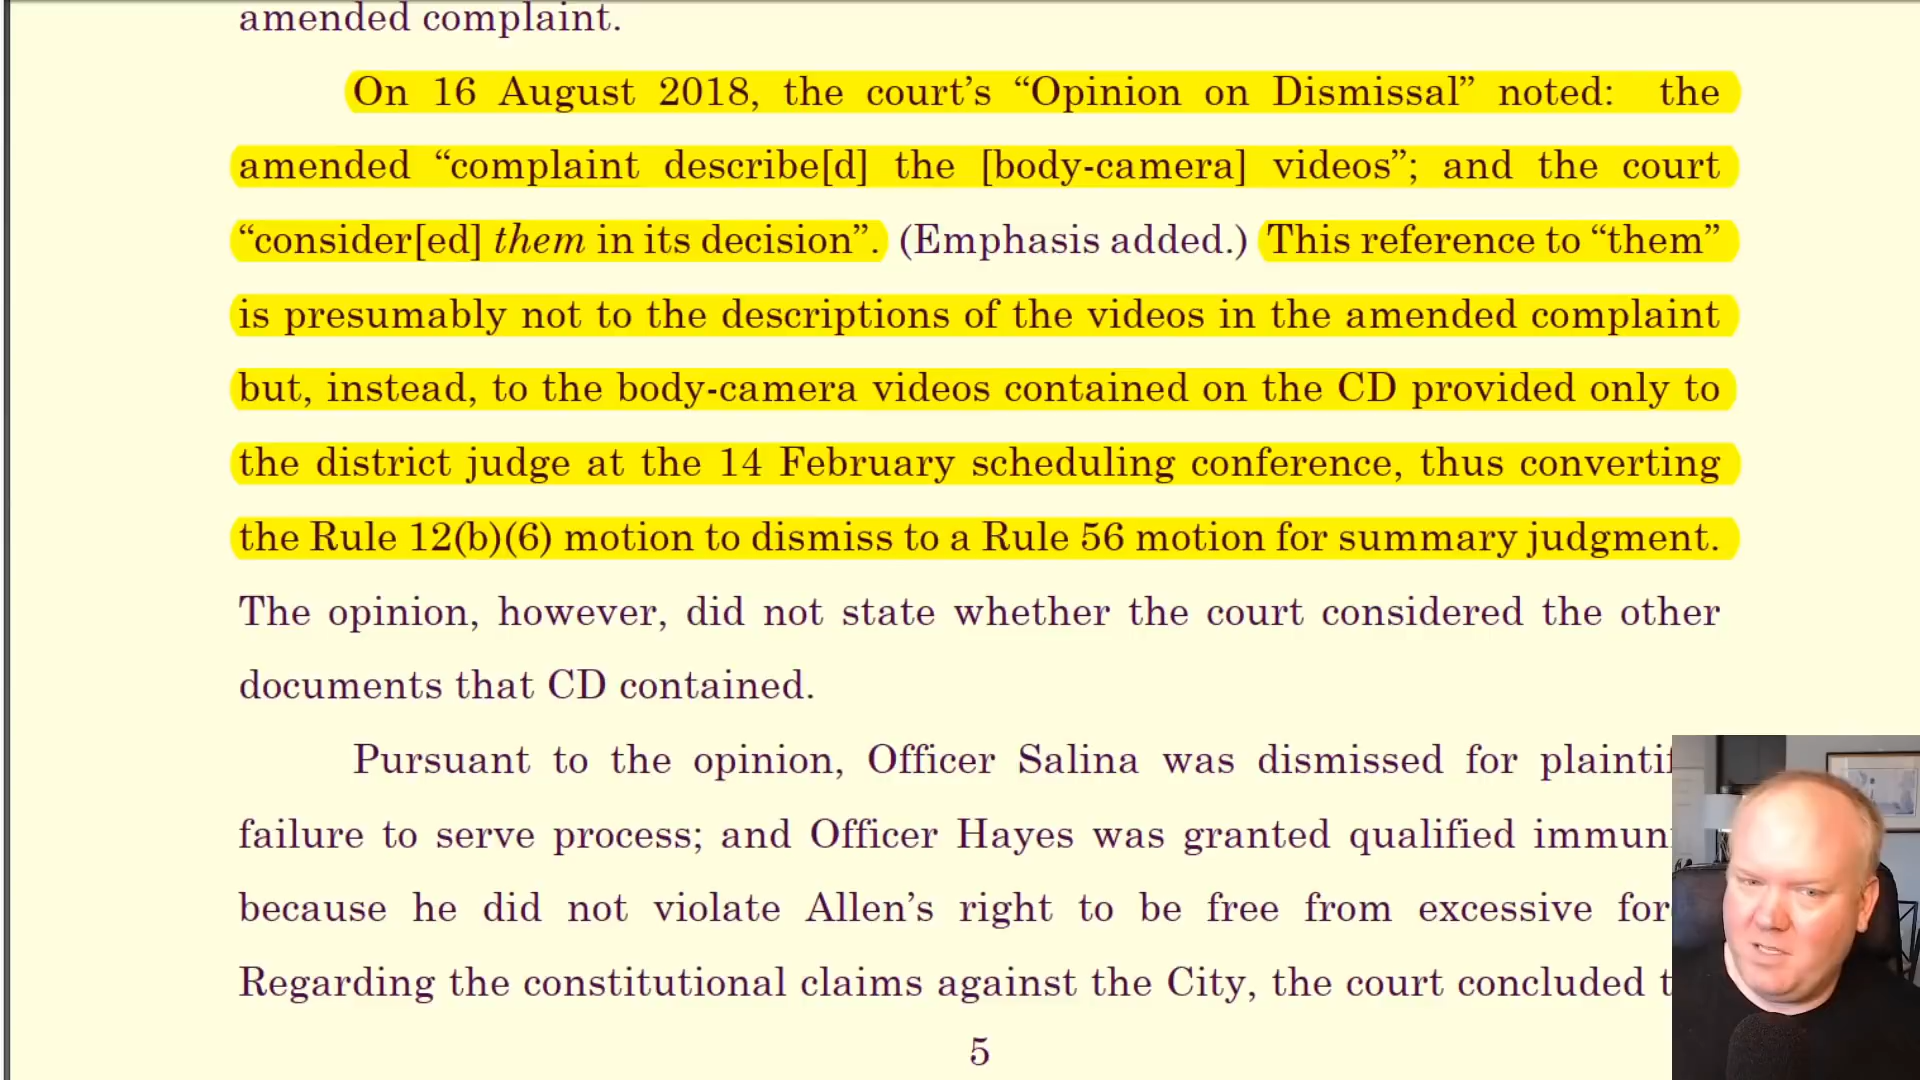 amended complaint.
On 16 August 2018, the court’s “Opinion on Dismissal” noted: the
amended “complaint describe[d] the [body-camera] videos”; and the court
“consider[ed] them in its decision”. (Emphasis added.) This reference to “them”
is presumably not to the descriptions of the videos in the amended complaint
but, instead, to the body-camera videos contained on the CD provided only to
the district judge at the 14 February scheduling conference, thus converting
the Rule 12(b)(6) motion to dismiss to a Rule 56 motion for summary judgment.
The opinion, however, did not state whether the court considered the other
documents that CD contained.
Pursuant to the opinion, Officer Salina was dismissed for
failure to serve process; and Officer Hayes was granted qualified
because he did not violate Allen’s right to be free from excessive
Regarding the constitutional claims against the City, the court concluded
5